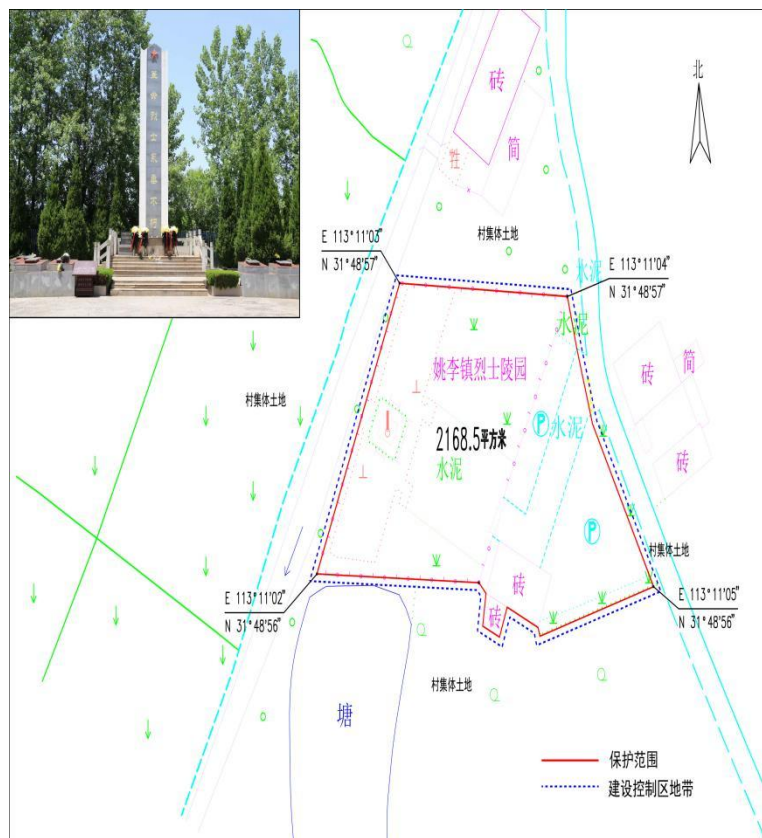 北
砖
简
牲
村集体土地
E 113°11'03"
N 31°48'57"
E 113°11'04"
N 31°48'57"
水泥
水泥
姚李镇烈士陵园
2168.5平方米
水泥
P 水泥
砖 简
砖
村集体土地
P
村集体土地
E 113°11'02"
N 31°48'56"
E 113°11'05"
N 31°48'56"
砖
砖
村集体土地
塘
保护范围
建设控制区地带